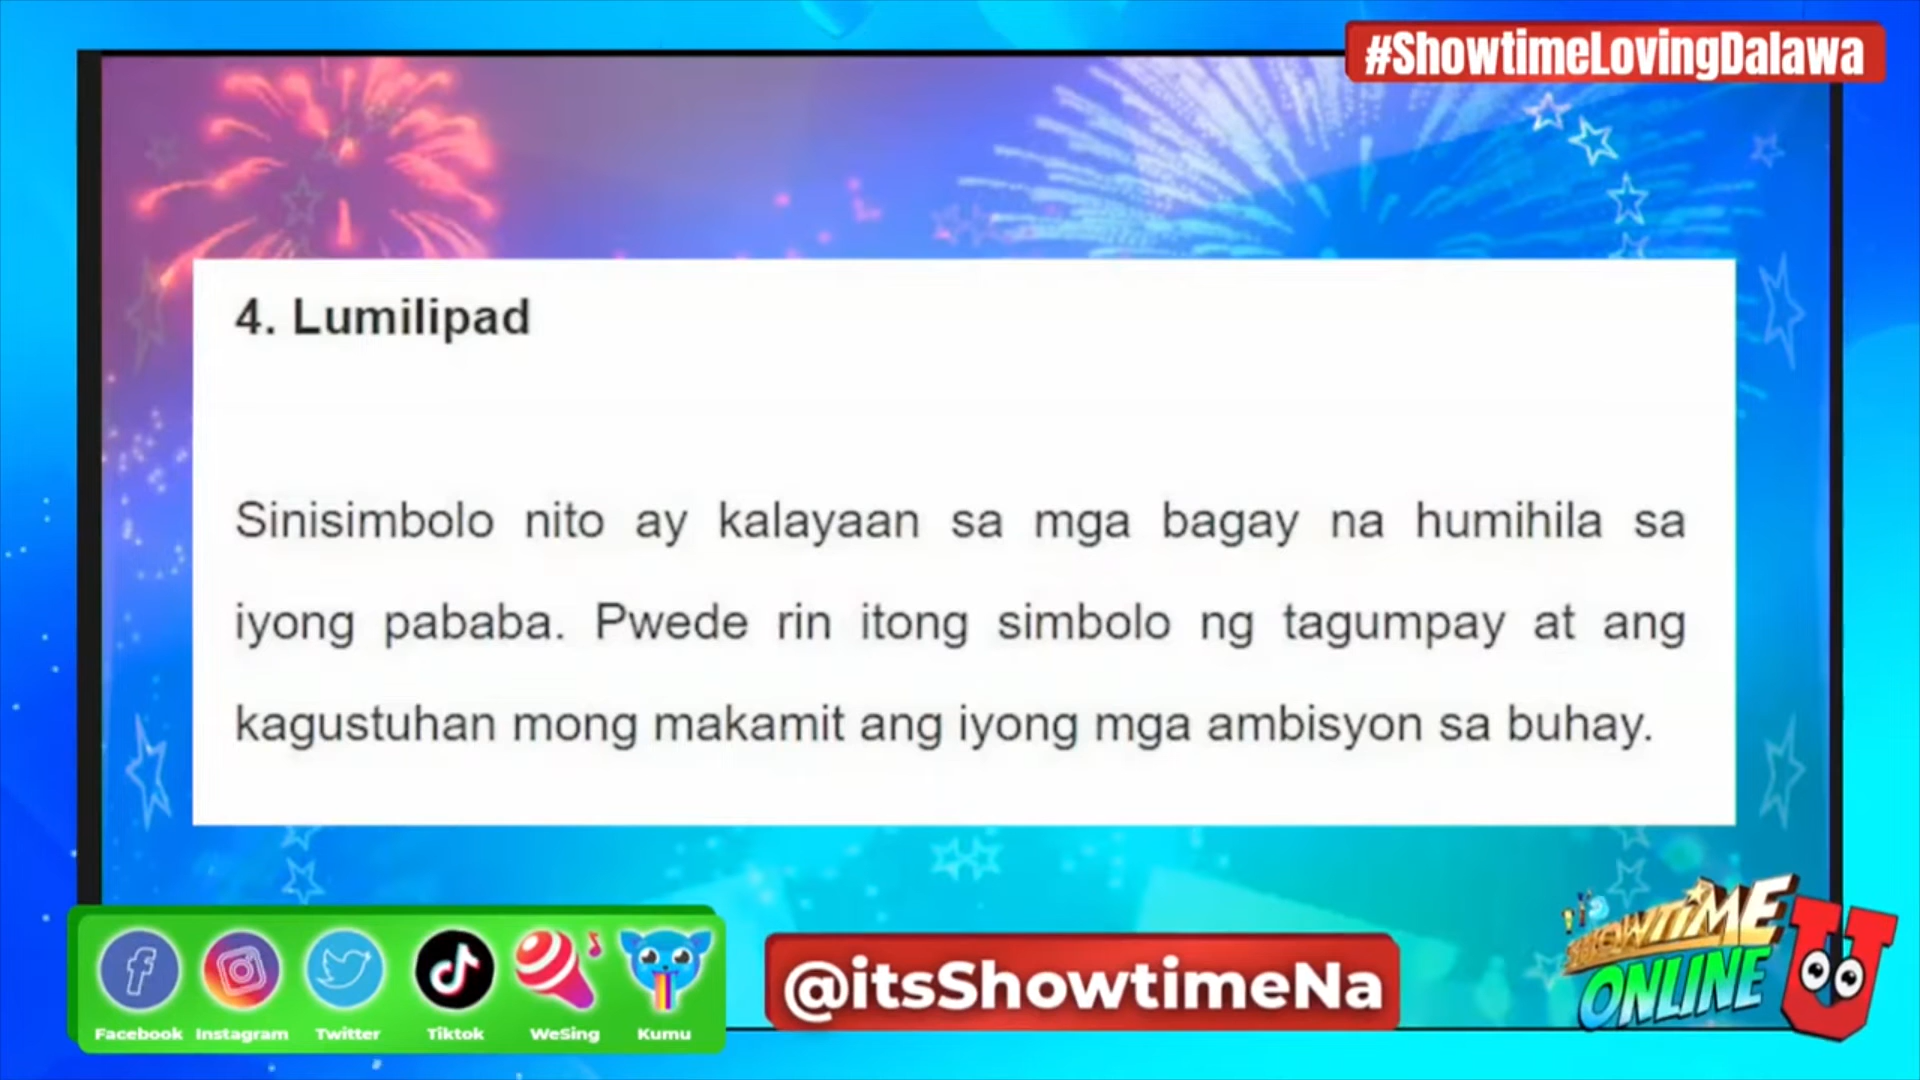 #ShowtimeLovingDalawa
4. Lumilipad
Sinisimbolo nito ay kalayaan sa mga bagay na humihila sa
iyong pababa. Pwede rin itong simbolo ng tagumpay at ang
kagustuhan mong makamit ang iyong mga ambisyon sa buhay.
Facebook Instagram Twitter Tiktok WeSing Kumu
@itsShowtimeNa
it's
SHOWTIME
ONLINE U